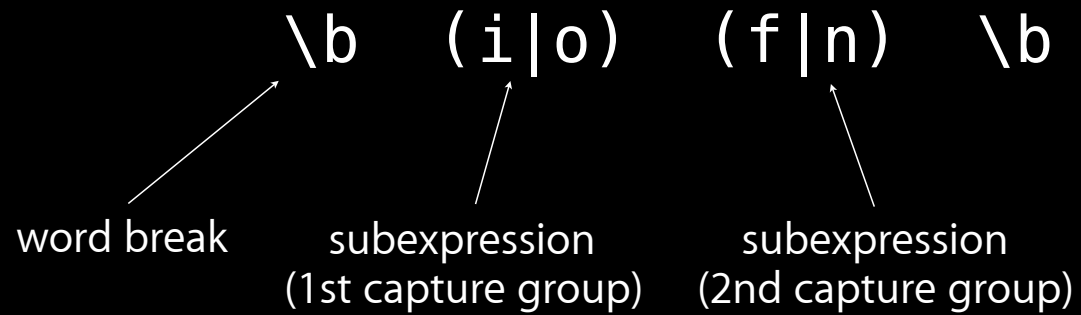 \b (i|o) (f|n) \b
word break subexpression subexpression
(1st capture group) (2nd capture group)